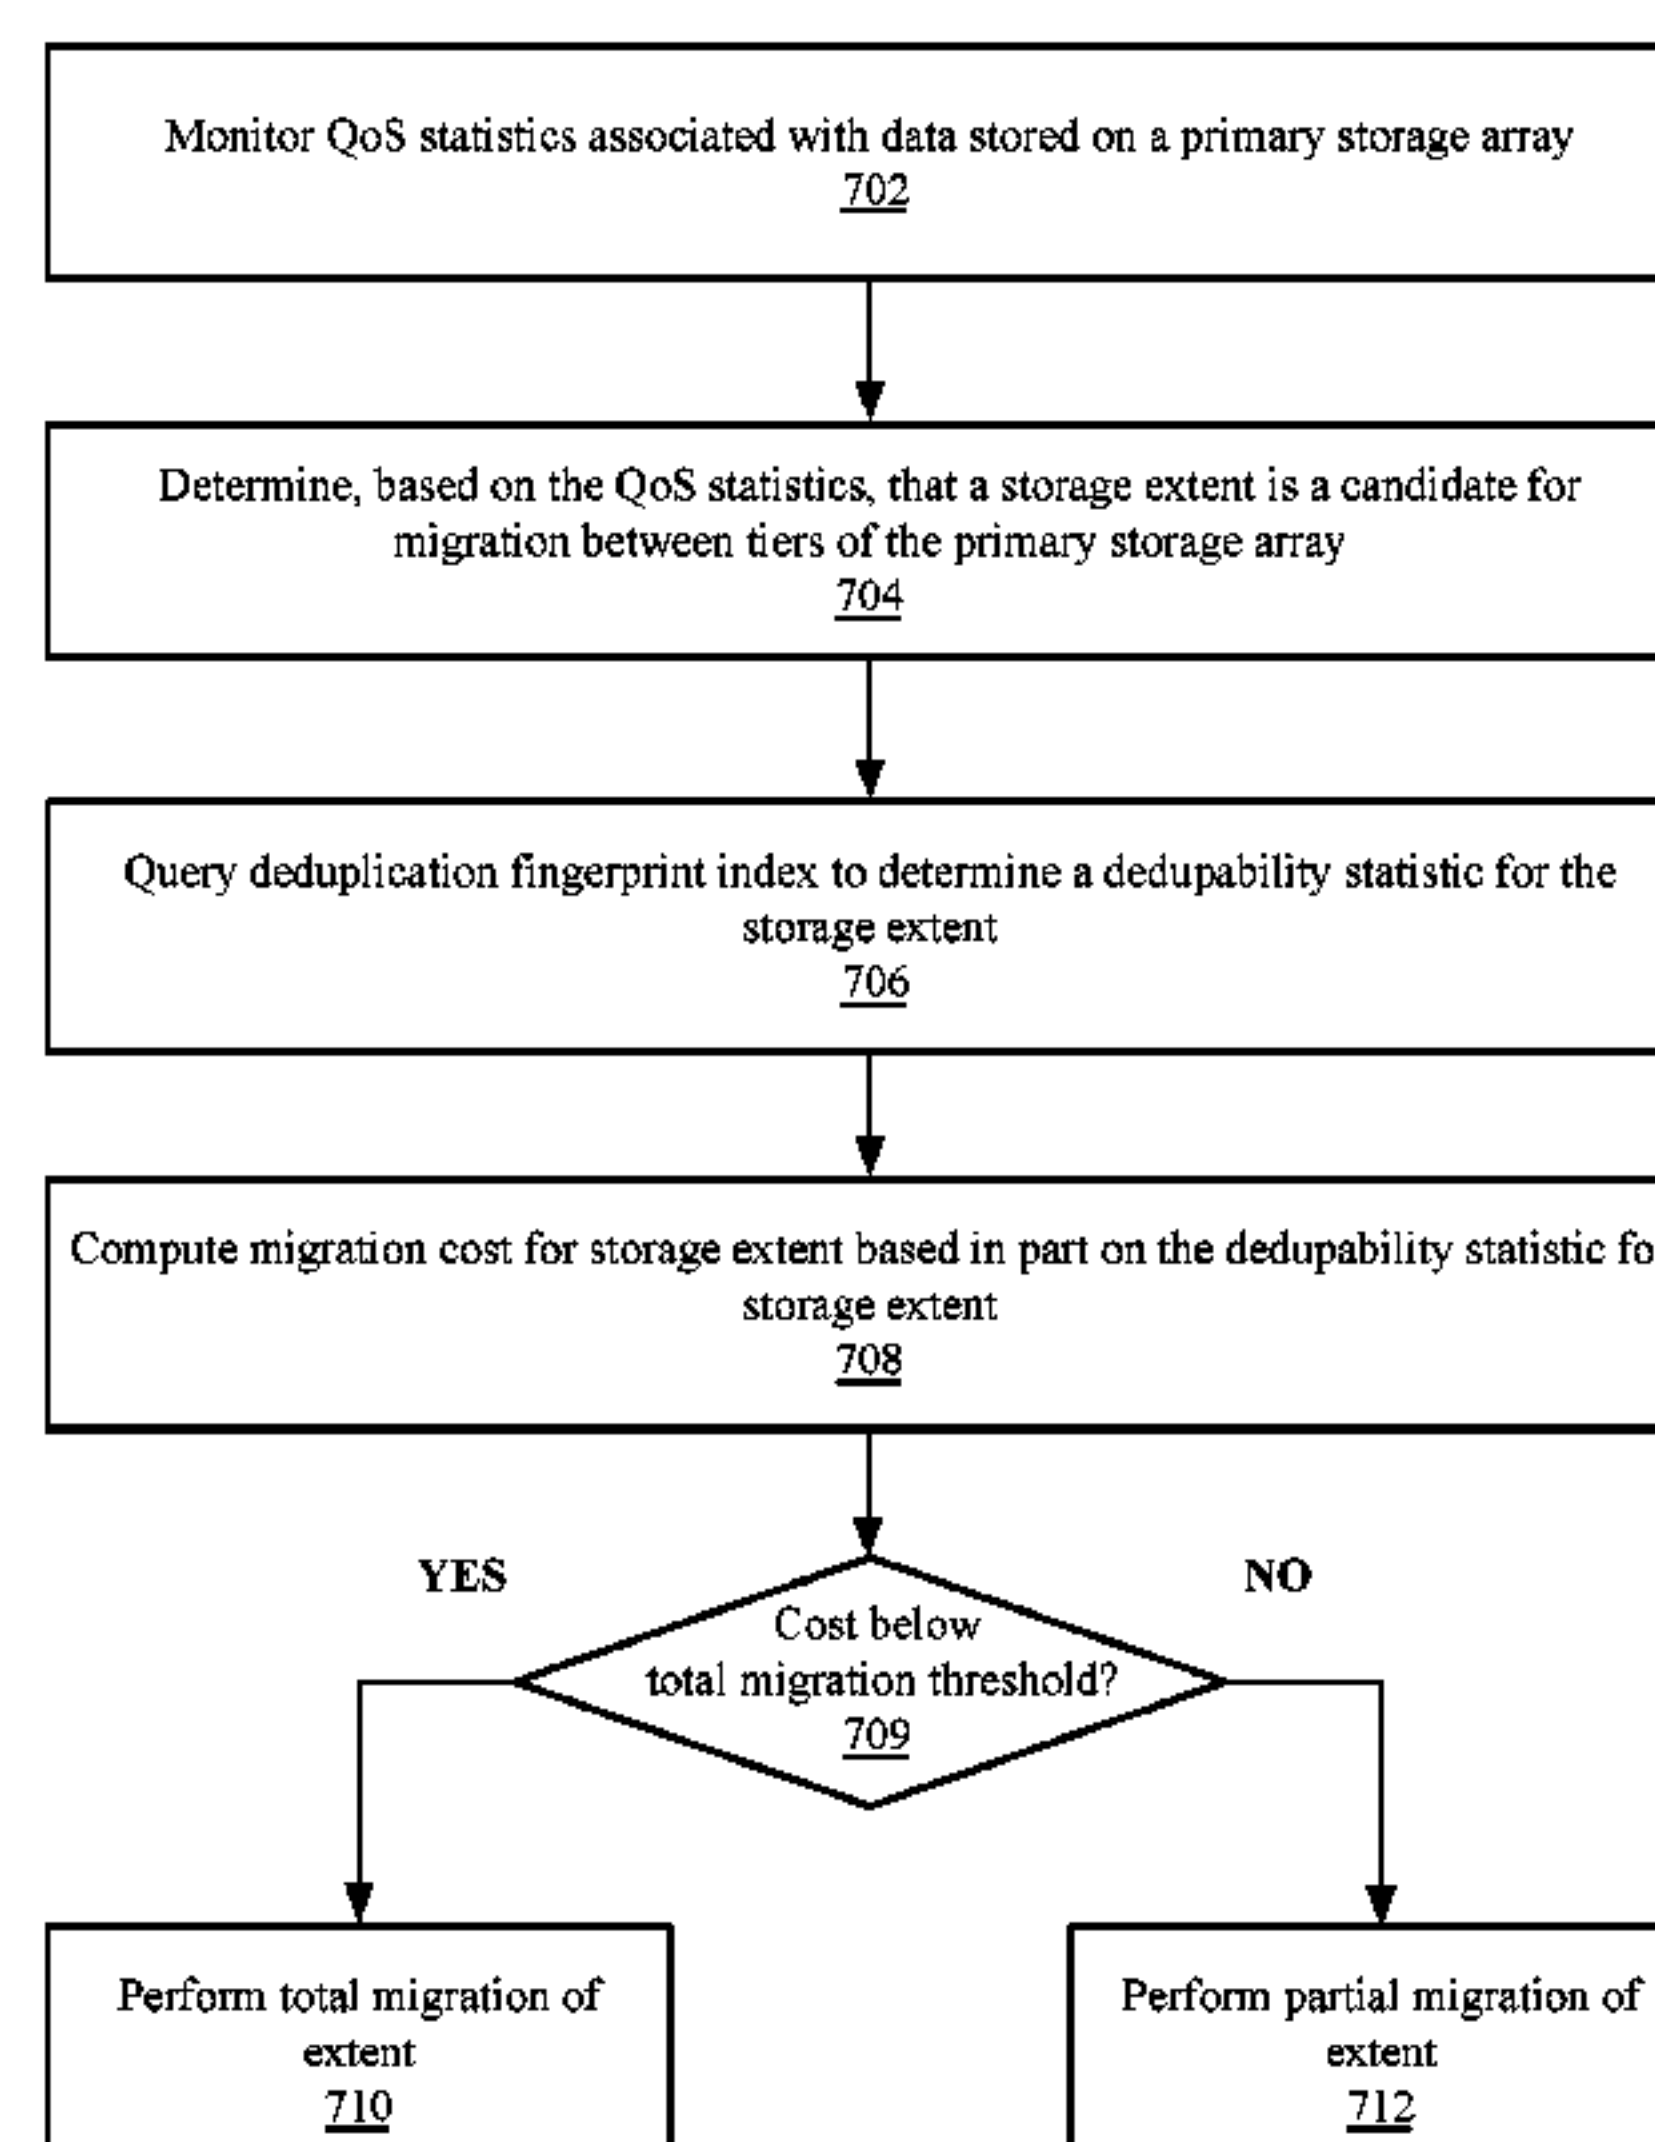 Monitor QoS statistics associated with data stored on a primary storage array
702
Determine, based on the QoS statistics, that a storage extent is a candidate for
migration between tiers of the primary storage array
704
Query deduplication fingerprint index to determine a dedupability statistic for the
storage extent
706
Compute migration cost for storage extent based in part on the dedupability statistic fo
storage extent
708
YES
NO
Cost below
total migration threshold?
709
Perform total migration of
extent
710
Perform partial migration of
extent
712